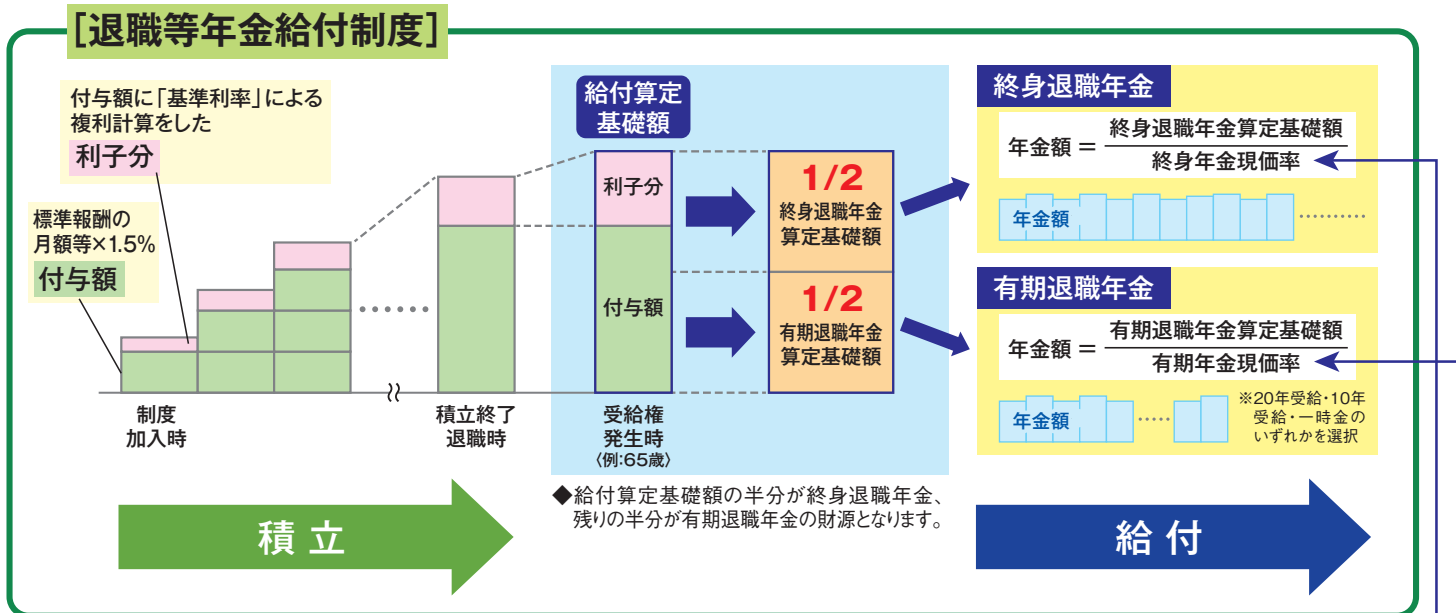 [退職等年金給付制度]
付与額に「基準利率」による
複利計算をした
利子分
標準報酬の
月額等×1.5%
付与額
制度
加入時
積立終了
退職時
給付算定
基礎額
利子分
付与額
受給権
発生時
〈例:65歳〉
1/2
終身退職年金
算定基礎額
1/2
有期退職年金
算定基礎額
◆給付算定基礎額の半分が終身退職年金、
残りの半分が有期退職年金の財源となります。
終身退職年金
年金額 = 終身退職年金算定基礎額
終身年金現価率
年金額
有期退職年金
年金額 = 有期退職年金算定基礎額
有期年金現価率
年金額
※20年受給・10年
受給・一時金の
いずれかを選択
積立
給付